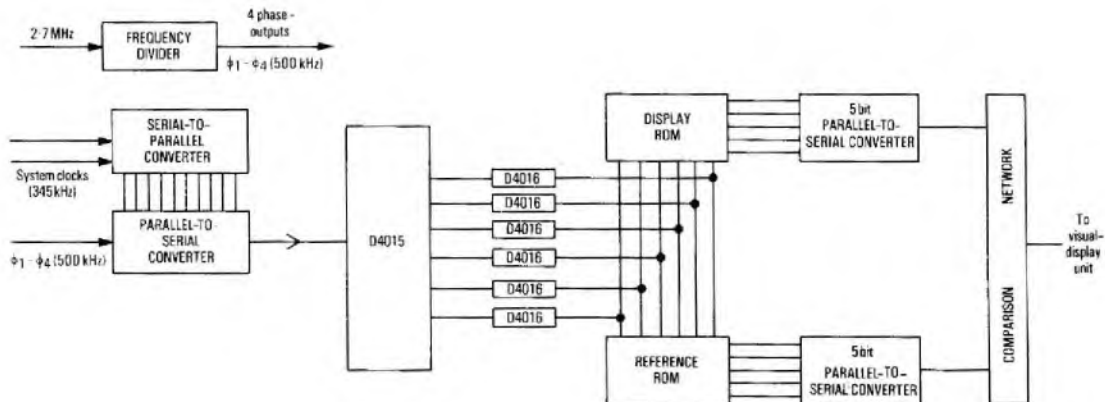 2·7 MHz
FREQUENCY
DIVIDER
4 phase-
outputs
ϕ1 - ϕ4 (500 kHz)
SERIAL-TO-
PARALLEL
CONVERTER
System clocks
(345 kHz)
PARALLEL-TO-
SERIAL
CONVERTER
ϕ1 - ϕ4 (500 kHz)
D4015
D4016
D4016
D4016
D4016
D4016
D4016
DISPLAY
ROM
REFERENCE
ROM
5 bit
PARALLEL-TO-
SERIAL CONVERTER
5 bit
PARALLEL-TO-
SERIAL CONVERTER
COMPARISON NETWORK
To
visual-
display
unit